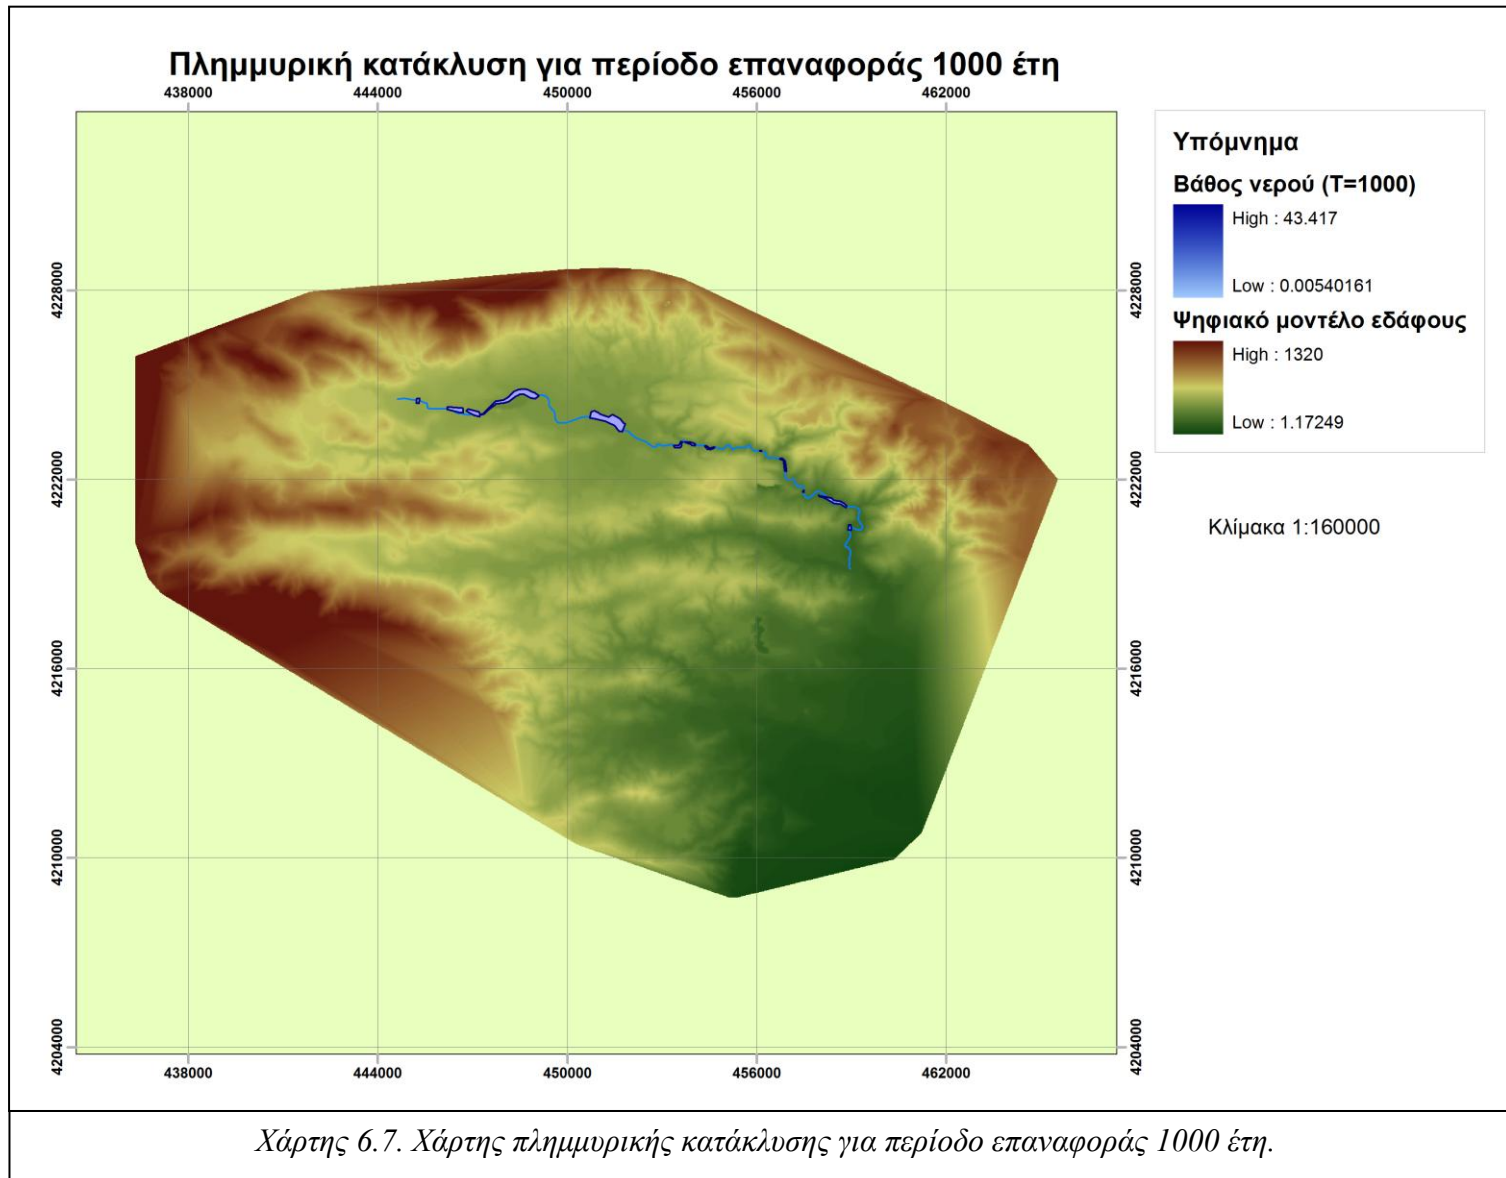 Πλημμυρική κατάκλυση για περίοδο επαναφοράς 1000 έτη
438000 444000 450000 456000 462000
4228000 4228000
4222000 4222000
4216000 4216000
4210000 4210000
4204000 4204000
438000 444000 450000 456000 462000
Υπόμνημα
Βάθος νερού (T=1000)
High : 43.417
Low : 0.00540161
Ψηφιακό μοντέλο εδάφους
High : 1320
Low : 1.17249
Κλίμακα 1:160000
Χάρτης 6.7. Χάρτης πλημμυρικής κατάκλυσης για περίοδο επαναφοράς 1000 έτη.